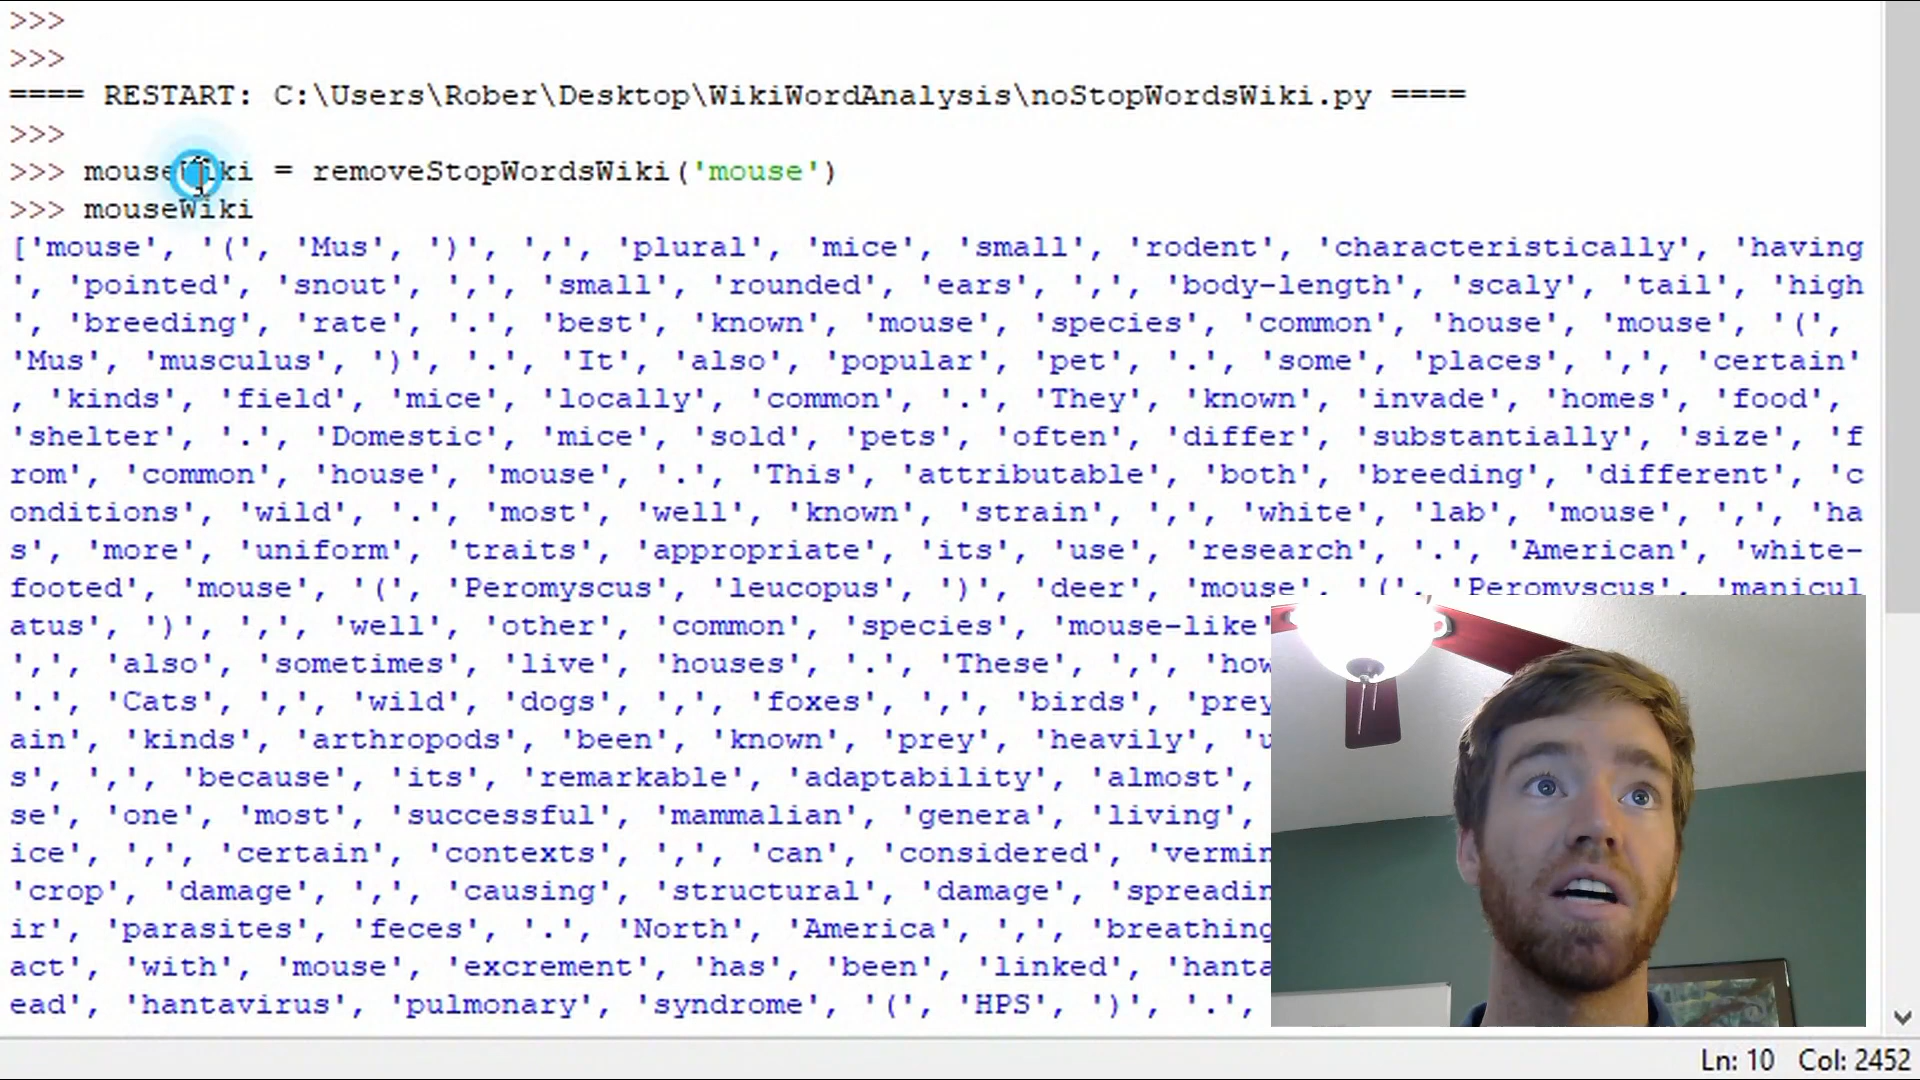 >>>
>>>
==== RESTART: C:\Users\Rober\Desktop\WikiWordAnalysis\noStopWordsWiki.py ====
>>>
>>> mouseWiki = removeStopWordsWiki('mouse')
>>> mouseWiki
['mouse', '(', 'Mus', ')', ',', 'plural', 'mice', 'small', 'rodent', 'characteristically', 'having
', 'pointed', 'snout', ',', 'small', 'rounded', 'ears', ',', 'body-length', 'scaly', 'tail', 'high
', 'breeding', 'rate', '.', 'best', 'known', 'mouse', 'species', 'common', 'house', 'mouse', '(',
'Mus', 'musculus', ')', '.', 'It', 'also', 'popular', 'pet', '.', 'some', 'places', ',', 'certain'
, 'kinds', 'field', 'mice', 'locally', 'common', '.', 'They', 'known', 'invade', 'homes', 'food',
'shelter', '.', 'Domestic', 'mice', 'sold', 'pets', 'often', 'differ', 'substantially', 'size', 'f
rom', 'common', 'house', 'mouse', '.', 'This', 'attributable', 'both', 'breeding', 'different', 'c
onditions', 'wild', '.', 'most', 'well', 'known', 'strain', ',', 'white', 'lab', 'mouse', ',', 'ha
s', 'more', 'uniform', 'traits', 'appropriate', 'its', 'use', 'research', '.', 'American', 'white-
footed', 'mouse', '(', 'Peromyscus', 'leucopus', ')', 'deer', 'mouse', '(', 'Peromyscus', 'manicul
atus', ')', ',', 'well', 'other', 'common', 'species', 'mouse-like'
',', 'also', 'sometimes', 'live', 'houses', '.', 'These', ',', 'how
'.', 'Cats', ',', 'wild', 'dogs', ',', 'foxes', ',', 'birds', 'prey
ain', 'kinds', 'arthropods', 'been', 'known', 'prey', 'heavily', 'u
s', ',', 'because', 'its', 'remarkable', 'adaptability', 'almost',
se', 'one', 'most', 'successful', 'mammalian', 'genera', 'living',
ice', ',', 'certain', 'contexts', ',', 'can', 'considered', 'vermin
'crop', 'damage', ',', 'causing', 'structural', 'damage', 'spreadin
ir', 'parasites', 'feces', '.', 'North', 'America', ',', 'breathing
act', 'with', 'mouse', 'excrement', 'has', 'been', 'linked', 'hanta
ead', 'hantavirus', 'pulmonary', 'syndrome', '(', 'HPS', ')', '.',
Ln: 10 Col: 2452